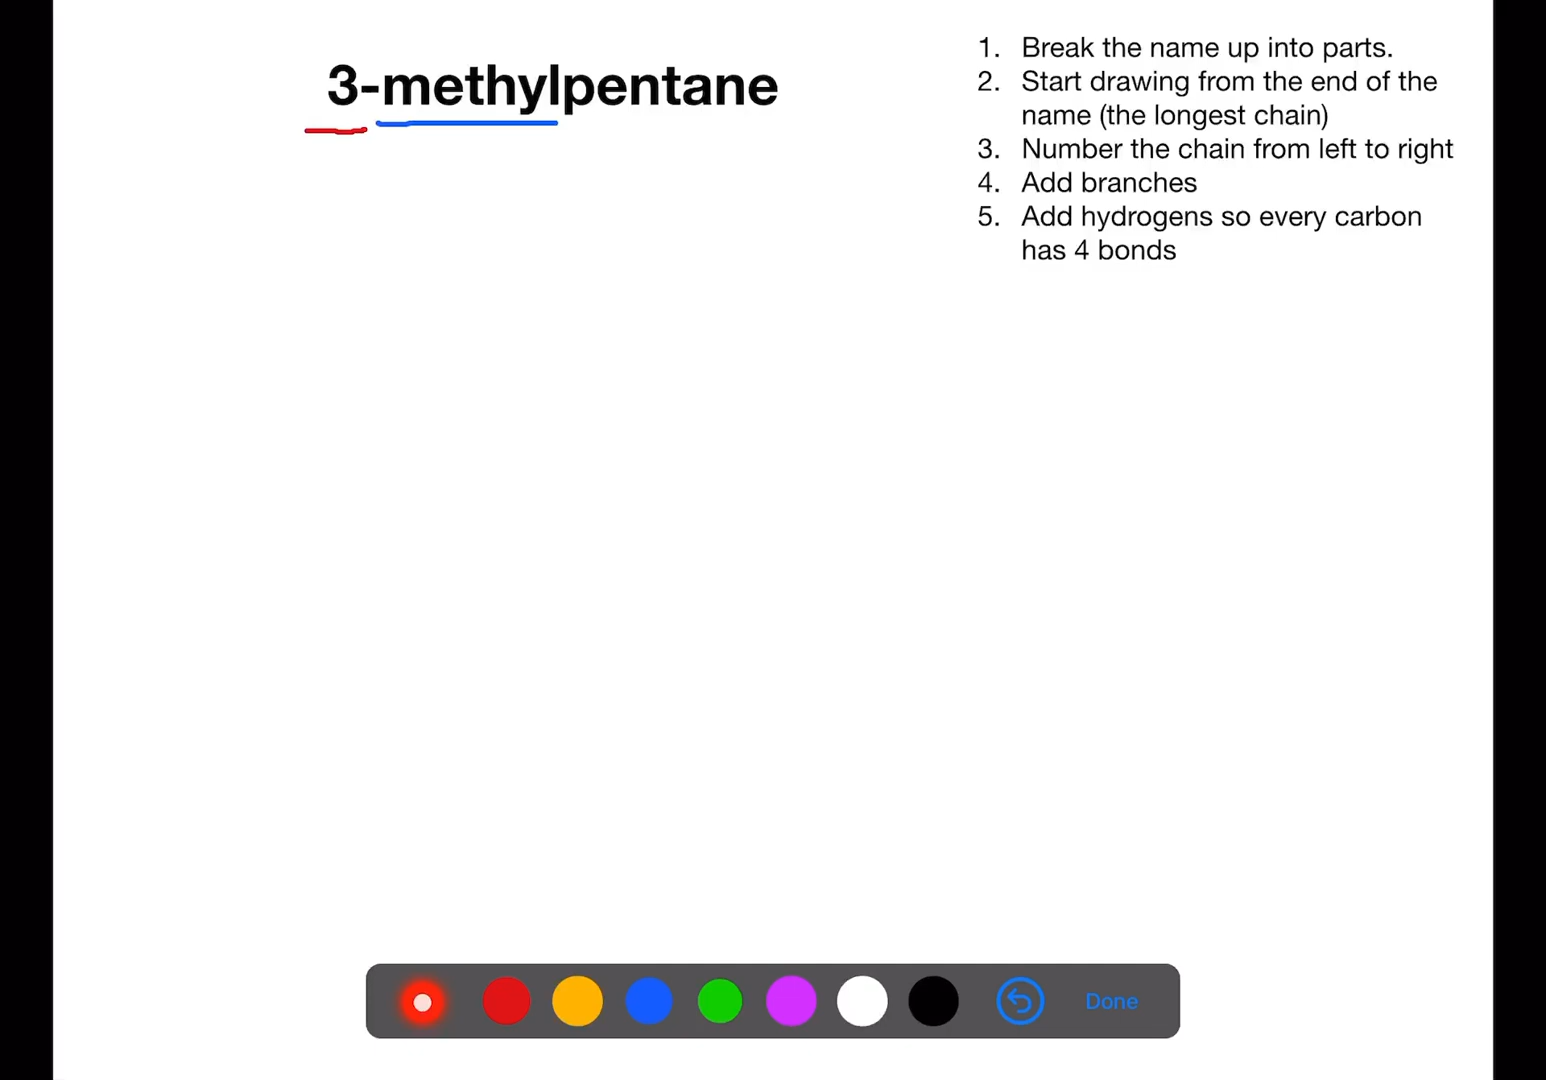 3-methylpentane
1. Break the name up into parts.
2. Start drawing from the end of the
name (the longest chain)
3. Number the chain from left to right
4. Add branches
5. Add hydrogens so every carbon
has 4 bonds
Done